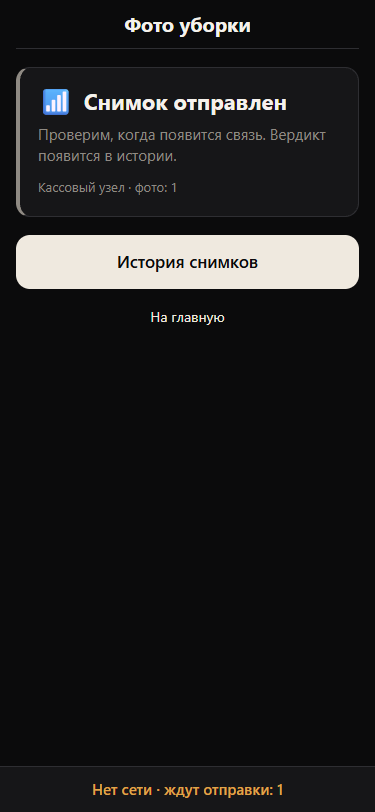 Фото уборки
Снимок отправлен
Проверим, когда появится связь. Вердикт
появится в истории.
Кассовый узел · фото: 1
История снимков
На главную
Нет сети · ждут отправки: 1